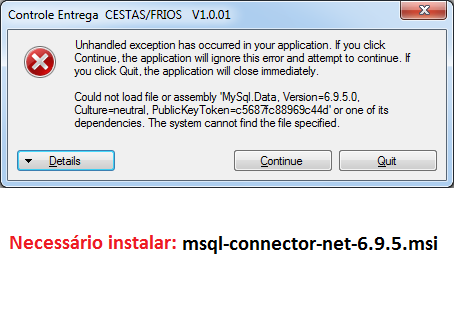 Controle Entrega CESTAS/FRIOS V1.0.01
Unhandled exception has occurred in your application. If you click
Continue, the application will ignore this error and attempt to continue. If
you click Quit, the application will close immediately.
Could not load file or assembly 'MySql.Data, Version=6.9.5.0,
Culture=neutral, PublicKeyToken=c5687fc88969c44d' or one of its
dependencies. The system cannot find the file specified.
Details
Continue
Quit
Necessário instalar: msql-connector-net-6.9.5.msi